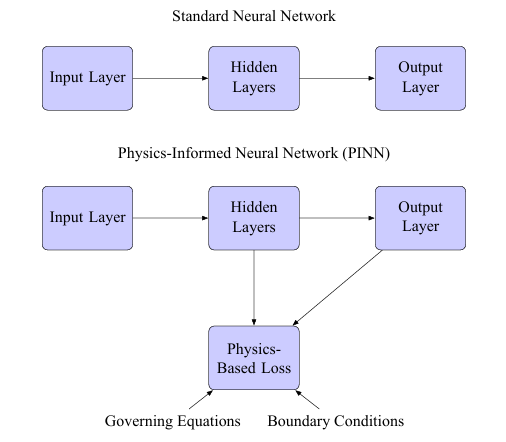 Standard Neural Network
Input Layer
Hidden
Layers
Output
Layer
Physics-Informed Neural Network (PINN)
Input Layer
Hidden
Layers
Output
Layer
Physics-
Based Loss
Governing Equations
Boundary Conditions